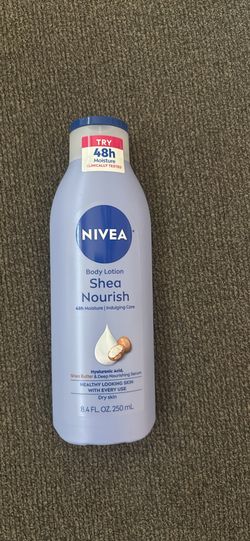 TRY
48h
Moisture
CLINICALLY TESTED
NIVEA
Body Lotion
Shea
Nourish
48h Moisture | Indulging Care
Hyaluronic Acid,
Shea Butter & Deep Nourishing Serum
HEALTHY LOOKING SKIN
WITH EVERY USE
Dry skin
8.4 FL. OZ. 250 mL